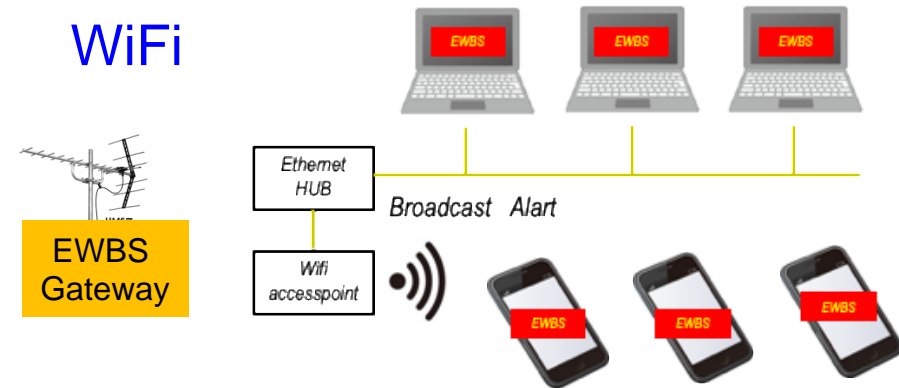 WiFi
EWBS
EWBS
EWBS
Ethernet
HUB
Broadcast Alart
EWBS
Gateway
Wifi
accesspoint
EWBS
EWBS
EWBS